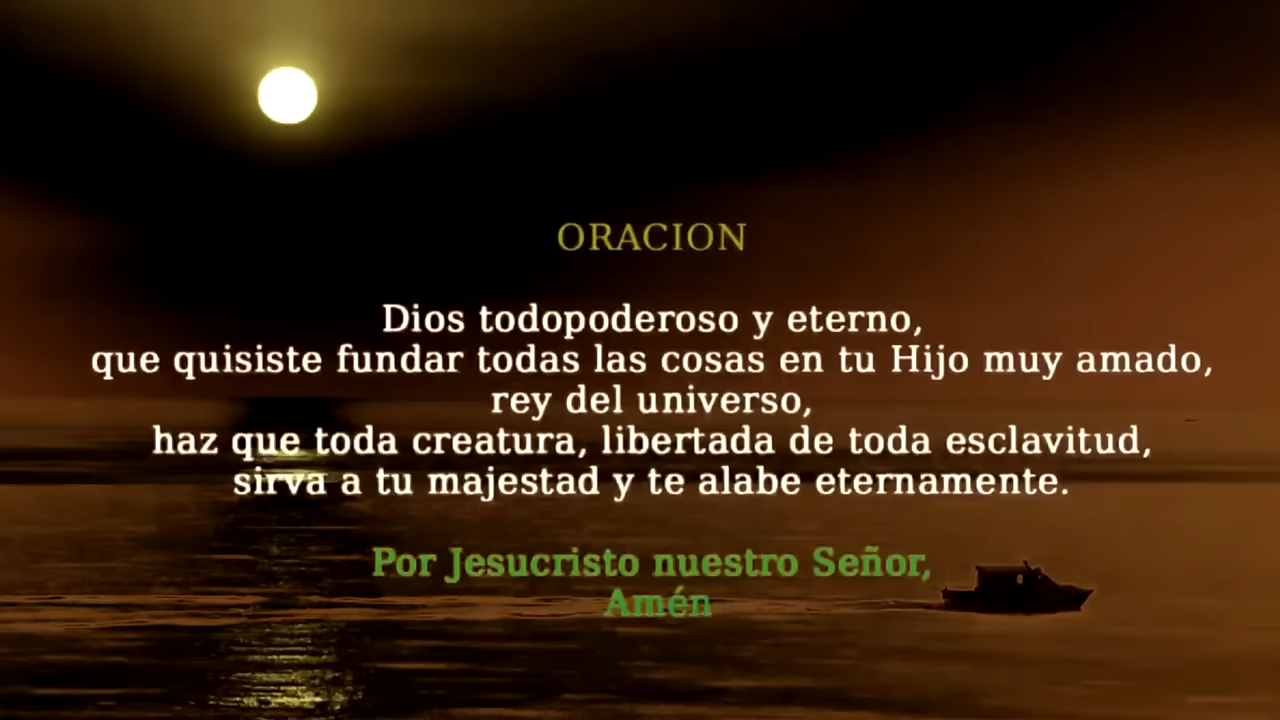 ORACION
Dios todopoderoso y eterno,
que quisiste fundar todas las cosas en tu Hijo muy amado,
rey del universo,
haz que toda creatura, libertada de toda esclavitud,
sirva a tu majestad y te alabe eternamente.
Por Jesucristo nuestro Señor,
Amén